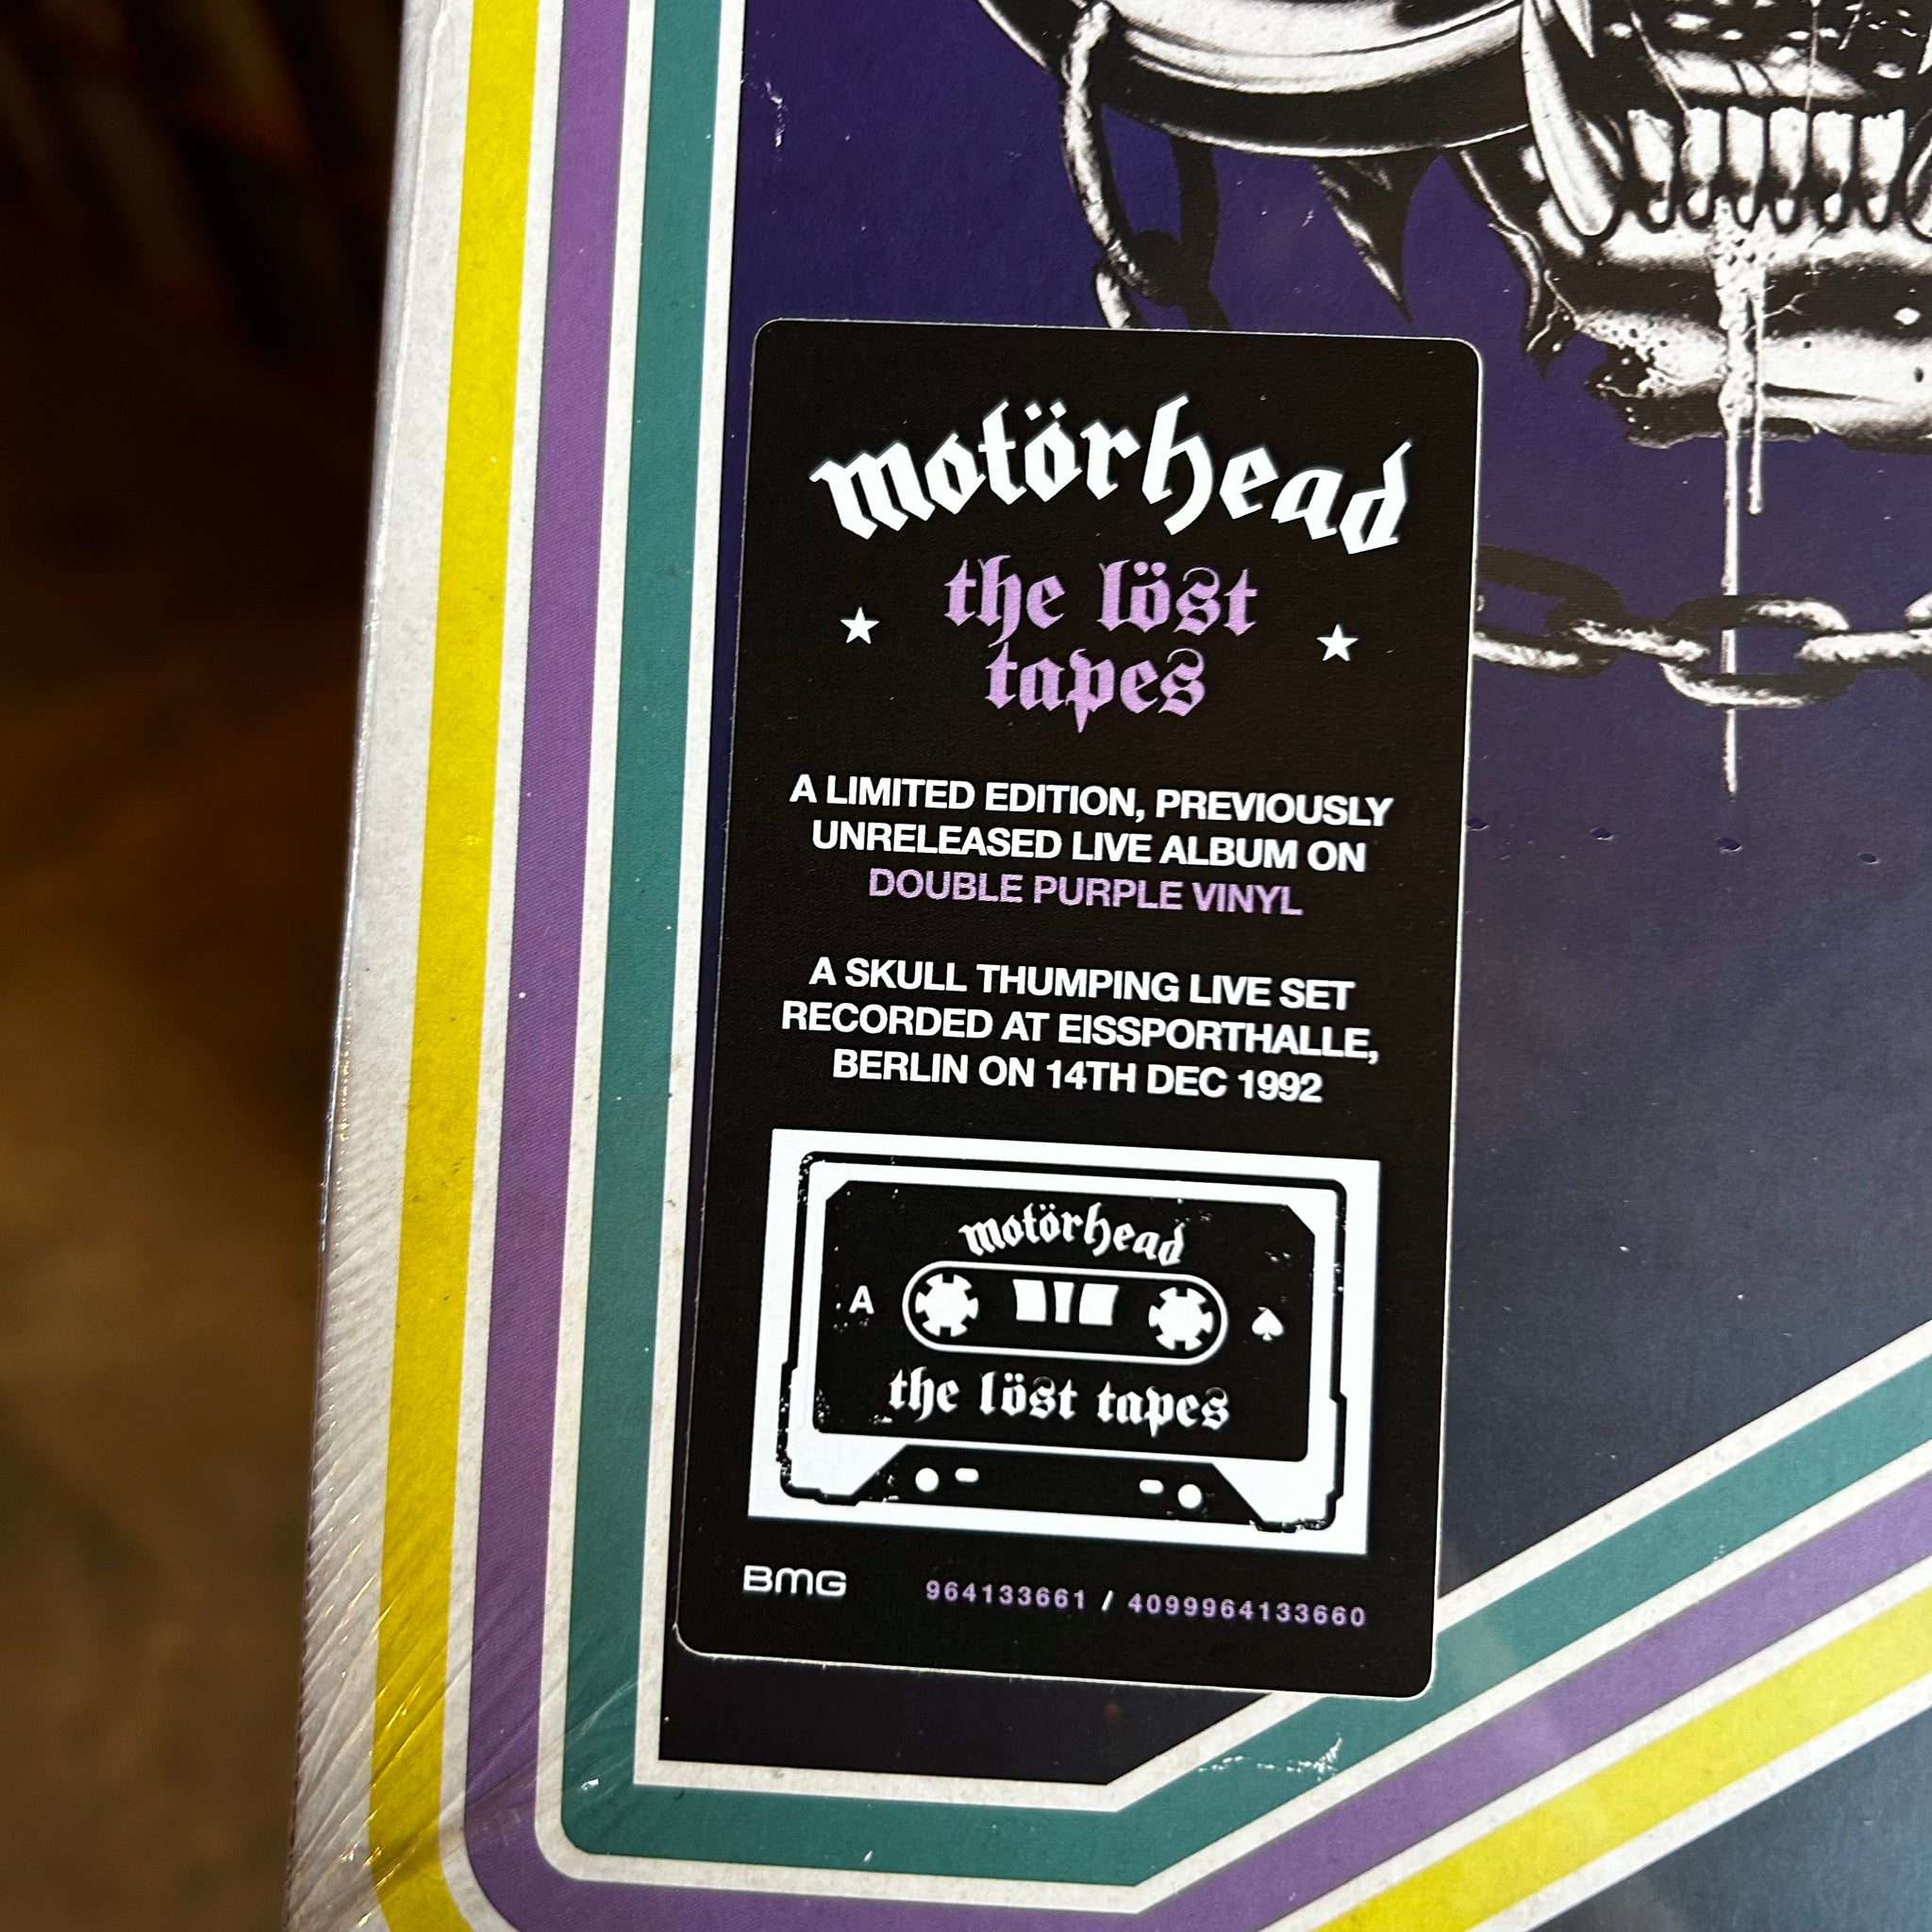 motörhead
the löst
tapes
A LIMITED EDITION, PREVIOUSLY
UNRELEASED LIVE ALBUM ON
DOUBLE PURPLE VINYL
A SKULL THUMPING LIVE SET
RECORDED AT EISSPORTHALLE,
BERLIN ON 14TH DEC 1992
motörhead
A
the löst tapes
BMG 964133661 / 4099964133660